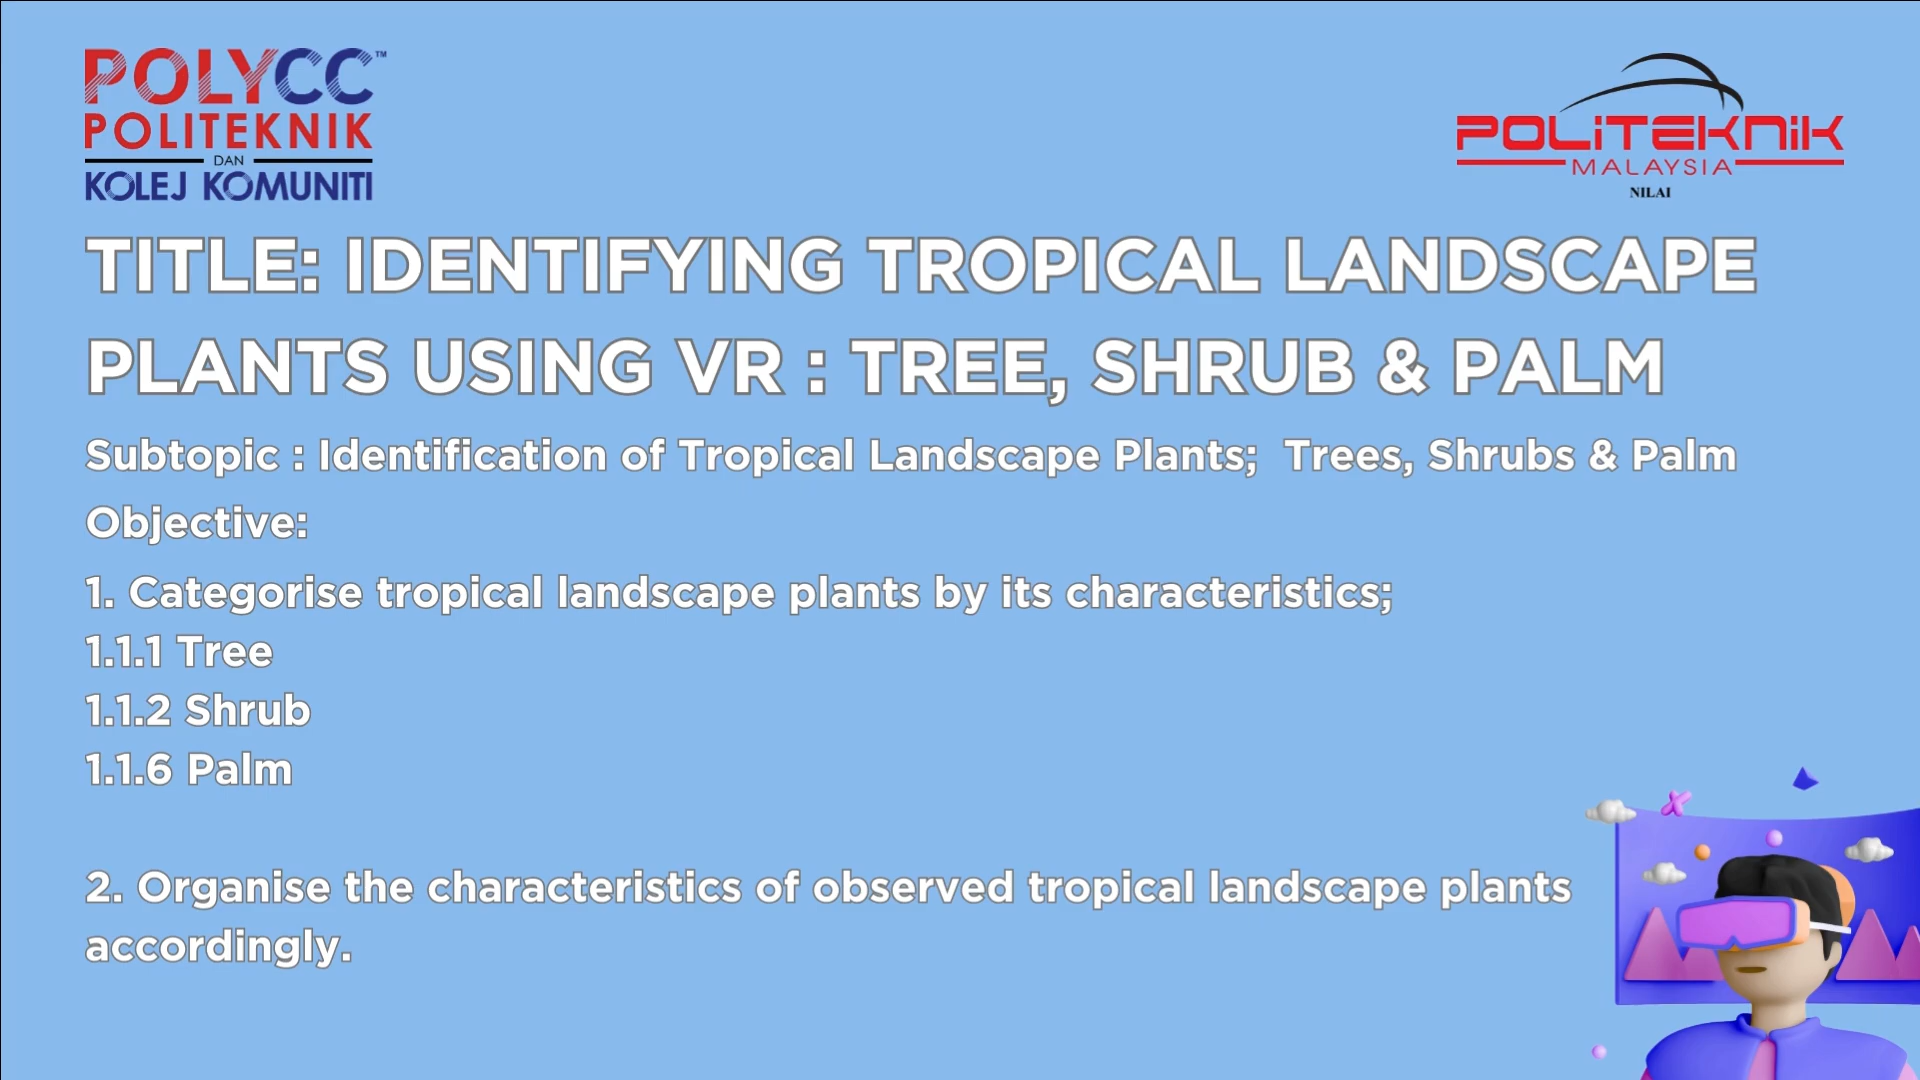 POLYCC™
POLITEKNIK
DAN
KOLEJ KOMUNITI
POLITEKNIK
MALAYSIA
NILAI
TITLE: IDENTIFYING TROPICAL LANDSCAPE
PLANTS USING VR : TREE, SHRUB & PALM
Subtopic : Identification of Tropical Landscape Plants; Trees, Shrubs & Palm
Objective:
1. Categorise tropical landscape plants by its characteristics;
1.1.1 Tree
1.1.2 Shrub
1.1.6 Palm
2. Organise the characteristics of observed tropical landscape plants
accordingly.